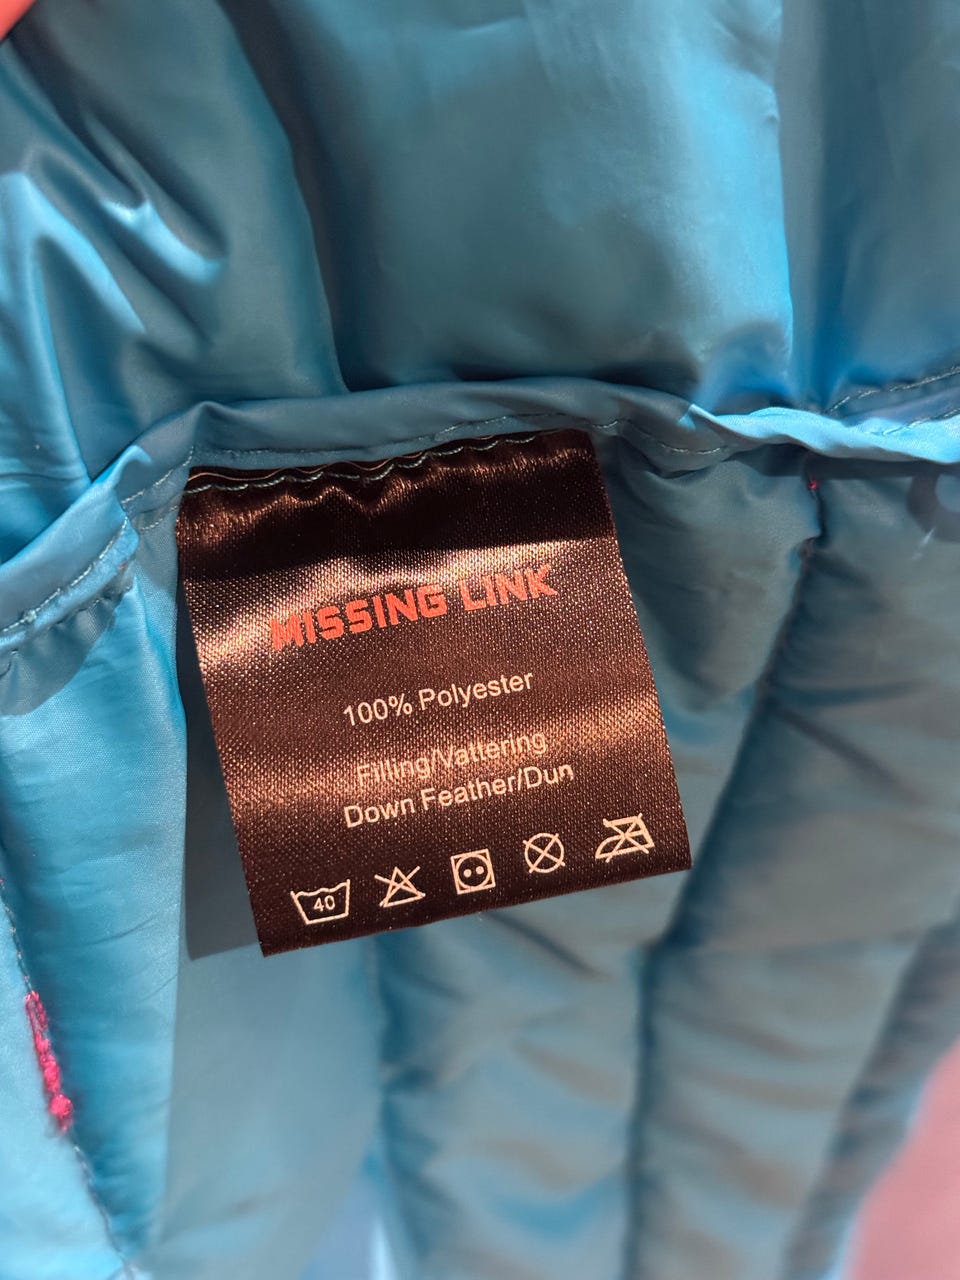 MISSING LINK
100% Polyester
Filling/Vattering
Down Feather/Dun
40